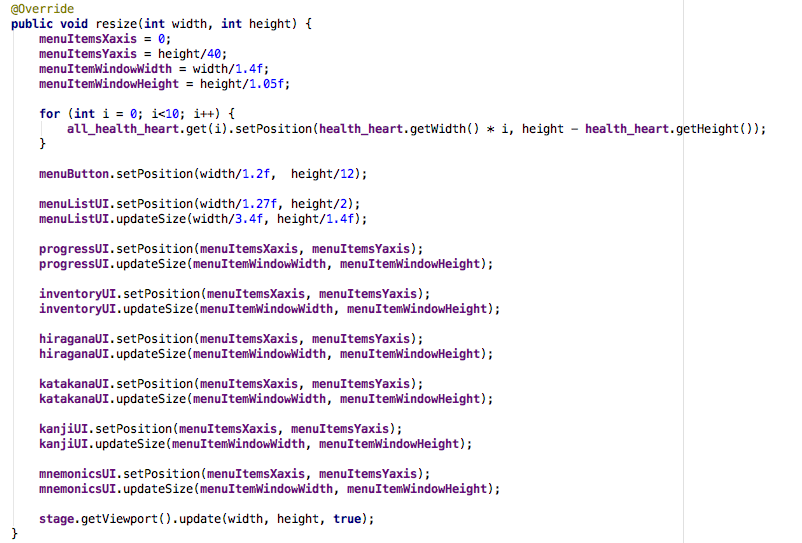 @Override
public void resize(int width, int height) {
    menuItemsXaxis = 0;
    menuItemsYaxis = height/40;
    menuItemWindowWidth = width/1.4f;
    menuItemWindowHeight = height/1.05f;

    for (int i = 0; i<10; i++) {
        all_health_heart.get(i).setPosition(health_heart.getWidth() * i, height - health_heart.getHeight());
    }

    menuButton.setPosition(width/1.2f,  height/12);

    menuListUI.setPosition(width/1.27f, height/2);
    menuListUI.updateSize(width/3.4f, height/1.4f);

    progressUI.setPosition(menuItemsXaxis, menuItemsYaxis);
    progressUI.updateSize(menuItemWindowWidth, menuItemWindowHeight);

    inventoryUI.setPosition(menuItemsXaxis, menuItemsYaxis);
    inventoryUI.updateSize(menuItemWindowWidth, menuItemWindowHeight);

    hiraganaUI.setPosition(menuItemsXaxis, menuItemsYaxis);
    hiraganaUI.updateSize(menuItemWindowWidth, menuItemWindowHeight);

    katakanaUI.setPosition(menuItemsXaxis, menuItemsYaxis);
    katakanaUI.updateSize(menuItemWindowWidth, menuItemWindowHeight);

    kanjiUI.setPosition(menuItemsXaxis, menuItemsYaxis);
    kanjiUI.updateSize(menuItemWindowWidth, menuItemWindowHeight);

    mnemonicsUI.setPosition(menuItemsXaxis, menuItemsYaxis);
    mnemonicsUI.updateSize(menuItemWindowWidth, menuItemWindowHeight);

    stage.getViewport().update(width, height, true);
}